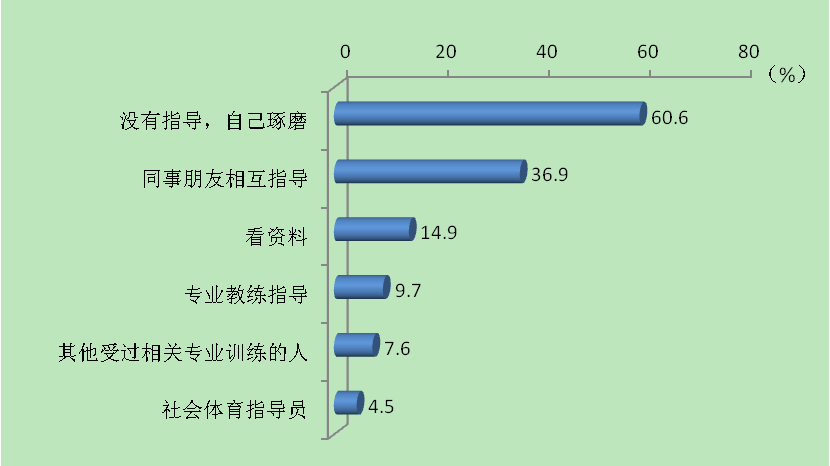 0 20 40 60 80
（%）
没有指导，自己琢磨 60.6
同事朋友相互指导 36.9
看资料 14.9
专业教练指导 9.7
其他受过相关专业训练的人 7.6
社会体育指导员 4.5